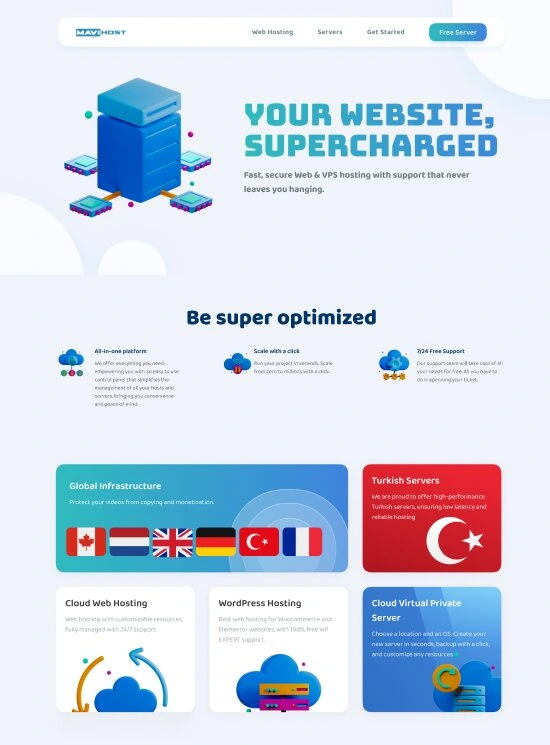 MAVIHOST
Web Hosting
Servers
Get Started
Free Server
YOUR WEBSITE,
SUPERCHARGED
Fast, secure Web & VPS hosting with support that never
leaves you hanging.
Be super optimized
All-in-one platform
We offer everything you need,
empowering you with an easy to use
control panel that simplifies the
management of all your hosts and
servers, bringing you convenience
and peace of mind.
Scale with a click
Run your project in seconds. Scale
from zero to millions with a click.
7/24 Free Support
Our support team will take care of all
your needs for free. All you have to
do is openning your ticket.
Global Infrastructure
Protect your videos from copying and monetization.
Turkish Servers
We are proud to offer high-performance
Turkish servers, ensuring low latency and
reliable hosting
Cloud Web Hosting
Web hosting with customizable resources,
fully managed with 24/7 support.
WordPress Hosting
Best web hosting for Woocommerce and
Elementor websites, with 100% free WP
EXPERT support.
Cloud Virtual Private
Server
Choose a location and an OS. Create your
new server in seconds, backup with a click,
and customize any resources